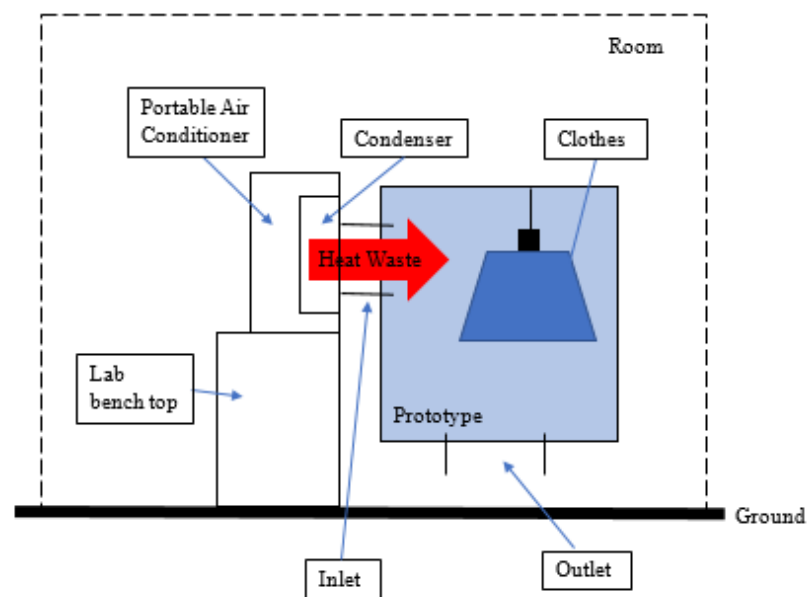 Room
Portable Air
Conditioner
Condenser
Clothes
Heat Waste
Lab
bench top
Prototype
Ground
Inlet
Outlet